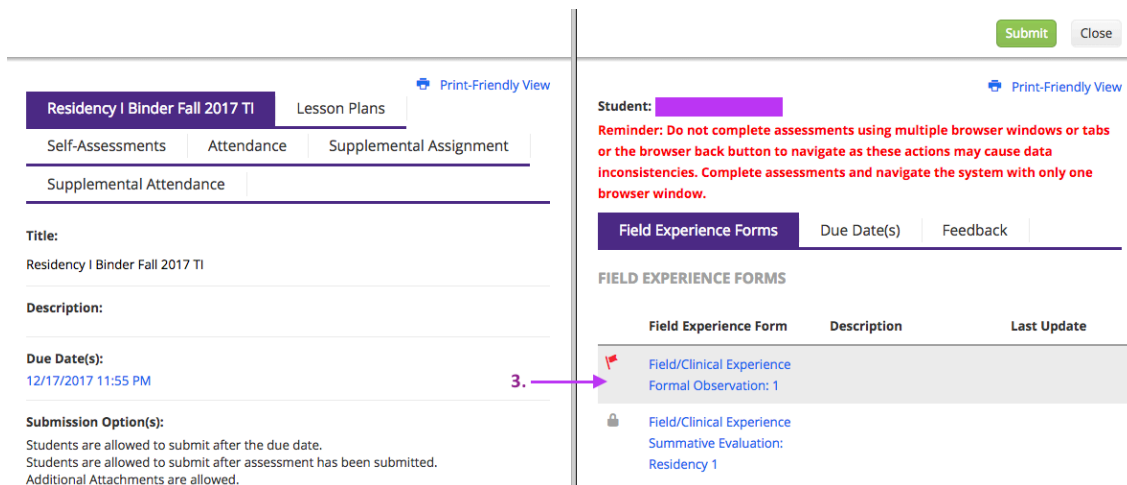 Print-Friendly View
Residency I Binder Fall 2017 TI
Lesson Plans
Self-Assessments
Attendance
Supplemental Assignment
Supplemental Attendance
Title:
Residency I Binder Fall 2017 TI
Description:
Due Date(s):
12/17/2017 11:55 PM
Submission Option(s):
Students are allowed to submit after the due date.
Students are allowed to submit after assessment has been submitted.
Additional Attachments are allowed.
Submit
Close
Print-Friendly View
Student:
Reminder: Do not complete assessments using multiple browser windows or tabs
or the browser back button to navigate as these actions may cause data
inconsistencies. Complete assessments and navigate the system with only one
browser window.
Field Experience Forms
Due Date(s)
Feedback
FIELD EXPERIENCE FORMS
Field Experience Form
Description
Last Update
3.
Field/Clinical Experience
Formal Observation: 1
Field/Clinical Experience
Summative Evaluation:
Residency 1